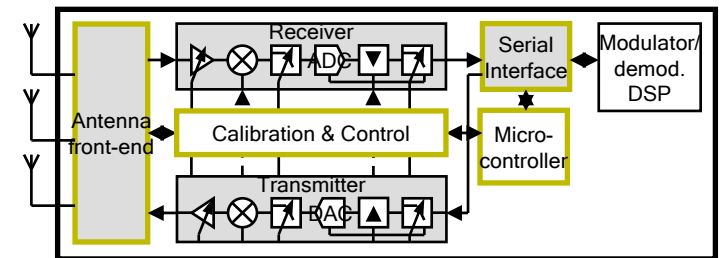 Receiver
ADC
Serial
Interface
Modulator/
demod.
DSP
Antenna
front-end
Calibration & Control
Micro-
controller
Transmitter
DAC